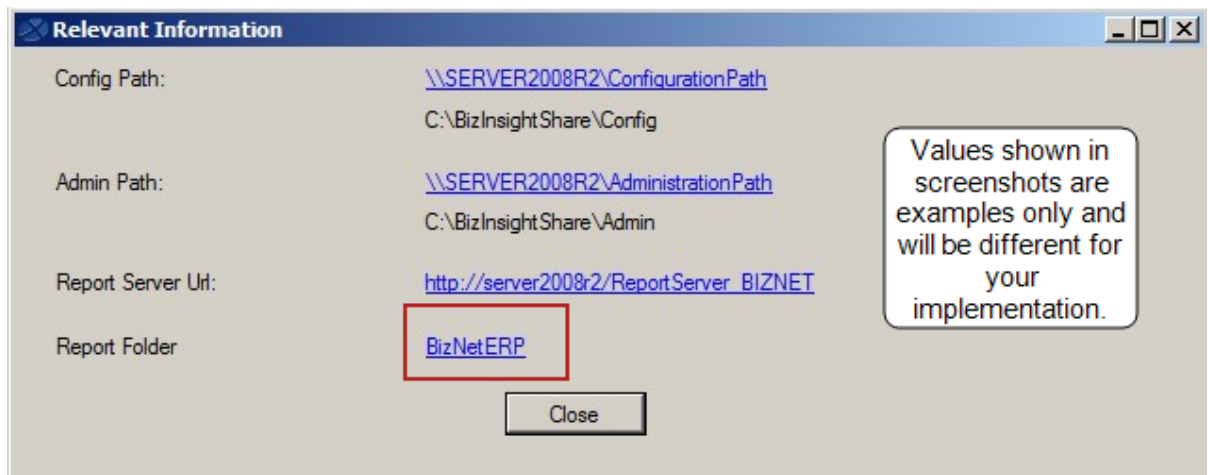 Relevant Information
Config Path:
\\SERVER2008R2\ConfigurationPath
C:\BizInsightShare\Config
Admin Path:
\\SERVER2008R2\AdministrationPath
C:\BizInsightShare\Admin
Report Server Url:
http://server2008r2/ReportServer_BIZNET
Report Folder
BizNetERP
Close
Values shown in
screenshots are
examples only and
will be different for
your
implementation.